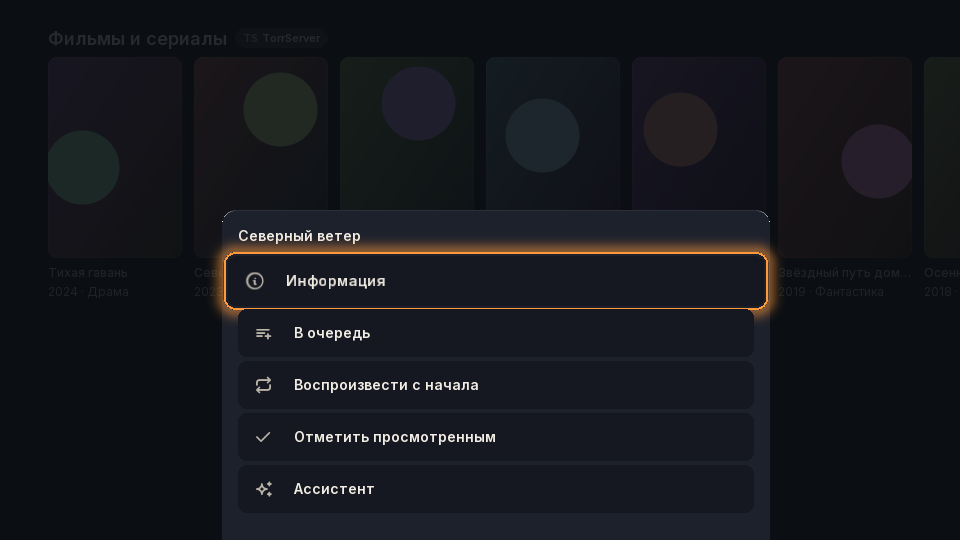 Фильмы и сериалы TS TorrServer
Северный ветер
Информация
Тихая гавань
Звёздный путь дом…
2024 · Драма
2019 · Фантастика
2018 ·
В очередь
Воспроизвести с начала
Отметить просмотренным
Ассистент